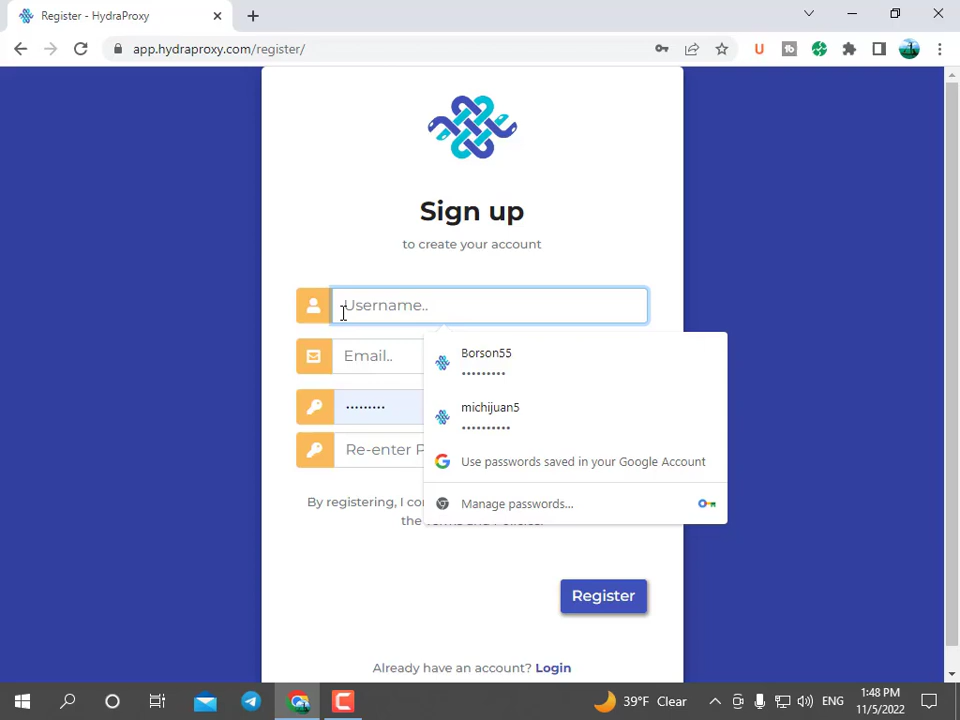 Register - HydraProxy
app.hydraproxy.com/register/
U
tb
Sign up
to create your account
Username..
Borson55
•••••••••
Email..
michijuan5
••••••••••
•••••••••
Re-enter P
Use passwords saved in your Google Account
Manage passwords...
By registering, I co
the
Register
Already have an account? Login
39°F Clear
ENG
1:48 PM
11/5/2022